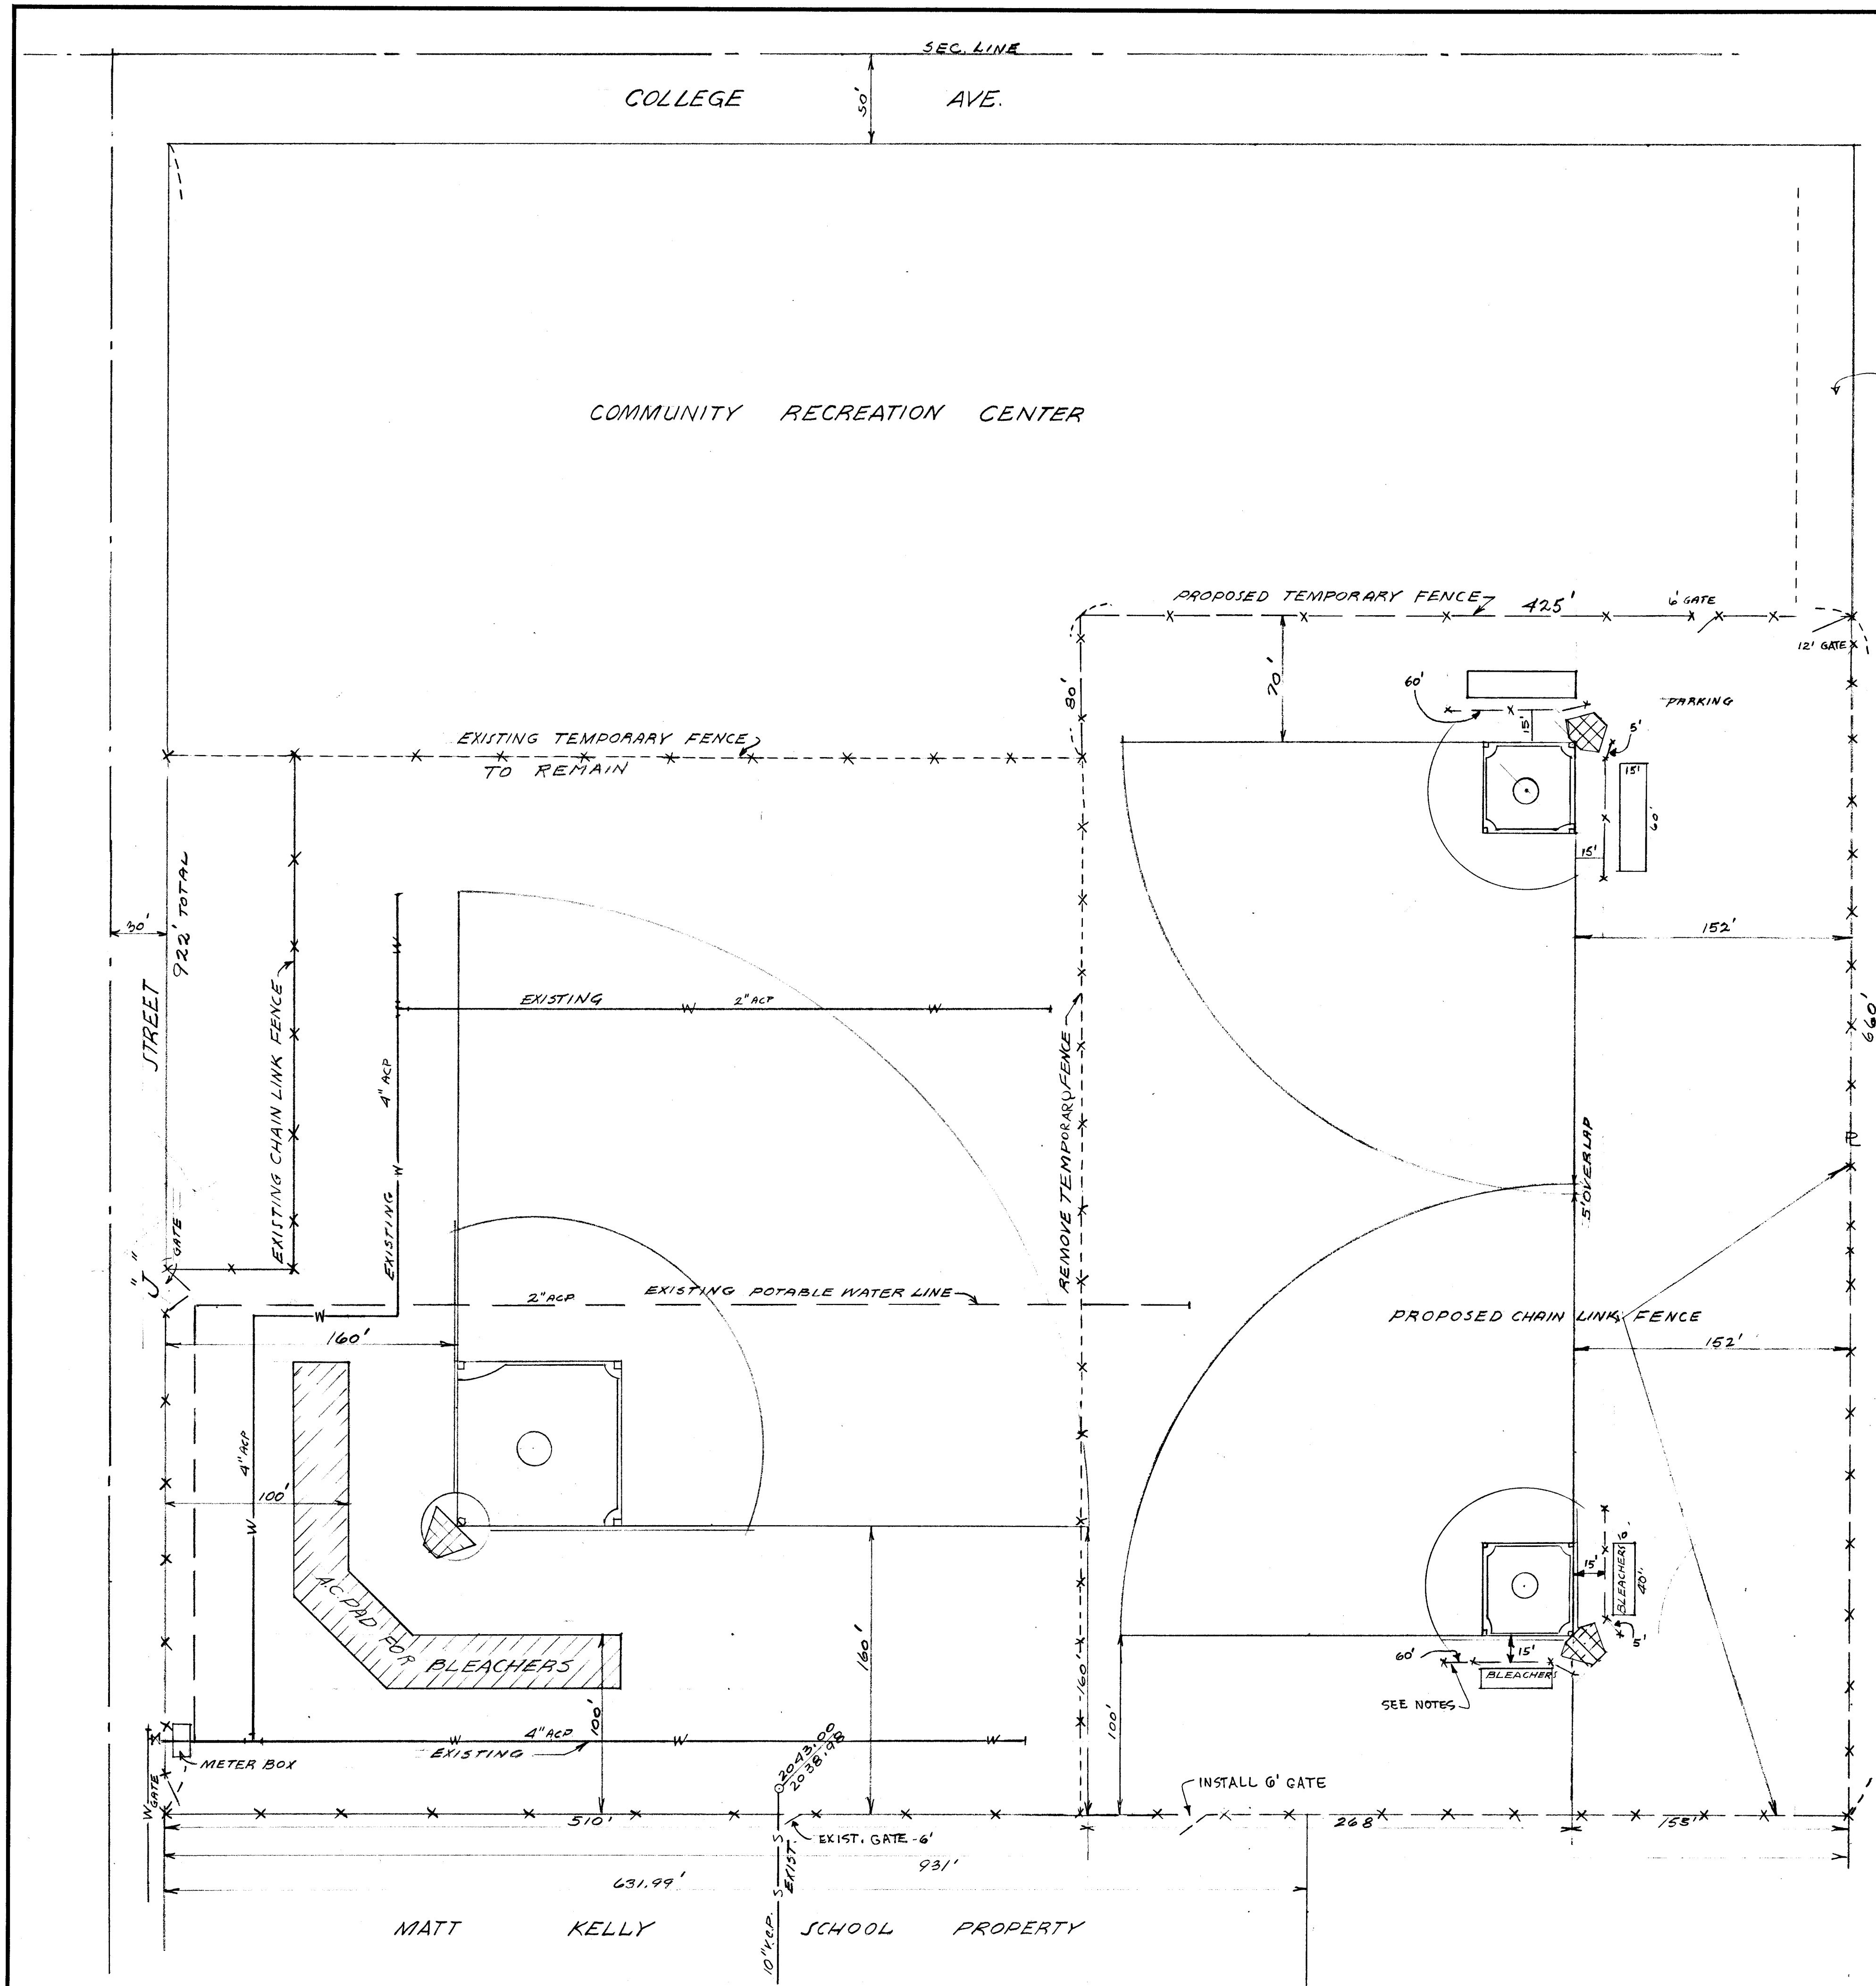 SEC. LINE
COLLEGE AVE.
50'
COMMUNITY RECREATION CENTER
PROPOSED TEMPORARY FENCE
425'
6' GATE
12' GATE
70'
80'
60'
15'
PARKING
5'
15'
60'
15'
EXISTING TEMPORARY FENCE
TO REMAIN
922' TOTAL
30'
152'
STREET
"J"
EXISTING CHAIN LINK FENCE
EXISTING 2" ACP
W W
W
4" ACP
W
EXISTING
REMOVE TEMPORARY FENCE
660'
5' OVERLAP
GATE
2" ACP
EXISTING POTABLE WATER LINE
W
160'
PROPOSED CHAIN LINK FENCE
152'
4" ACP
W
100'
A.C. PAD FOR
BLEACHERS
15'
BLEACHERS
40'
5'
15'
60'
BLEACHERS
SEE NOTES
160'
160'
100'
100'
W 4" ACP W W
EXISTING
METER BOX
GATE
W
2043.00
2038.98
INSTALL 6' GATE
510'
EXIST. GATE - 6'
268
153'
S
EXIST.
S
931'
631.99'
MATT KELLY SCHOOL PROPERTY
10" V.C.P.